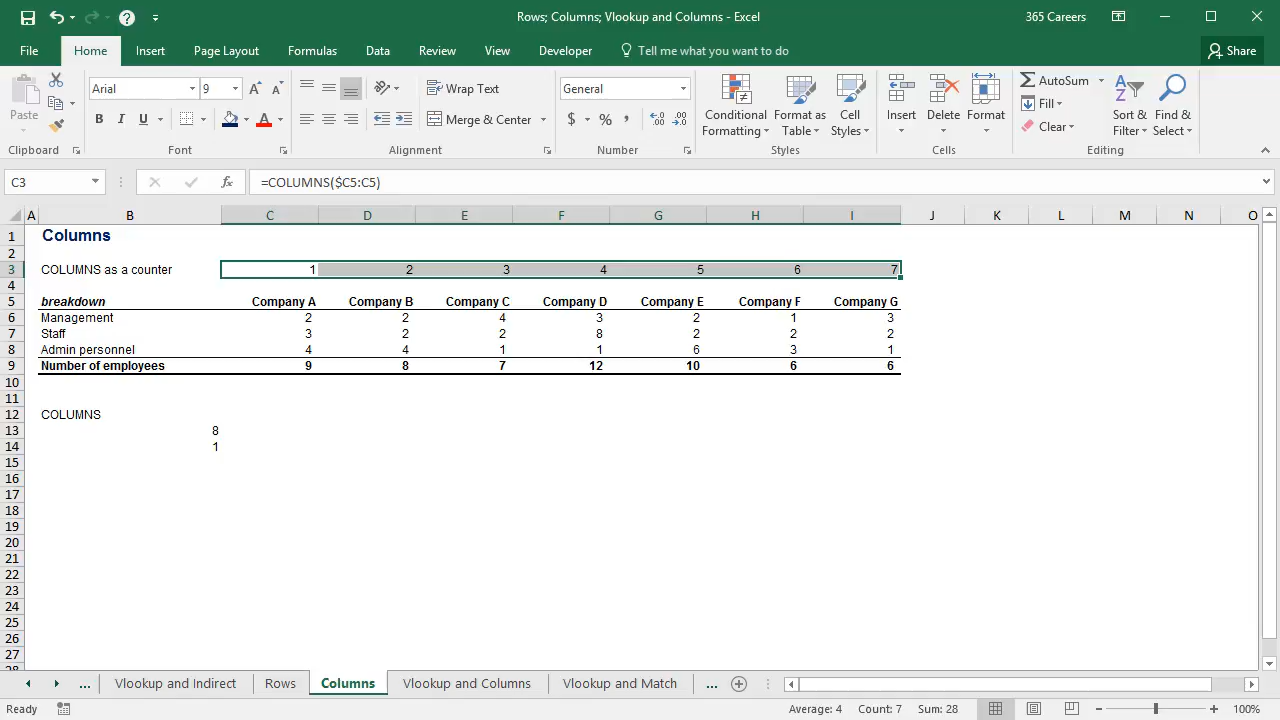 Rows; Columns; Vlookup and Columns - Excel
365 Careers
File Home Insert Page Layout Formulas Data Review View Developer Tell me what you want to do Share
Paste
Arial 9
Wrap Text
General
Conditional Formatting
Format as Table
Cell Styles
Insert
Delete
Format
AutoSum
Fill
Clear
Sort & Filter
Find & Select
B I U A
Merge & Center
$ % ,
Clipboard Font Alignment Number Styles Cells Editing
C3 fx =COLUMNS($C5:C5)
A B C D E F G H I J K L M N O
1 Columns
2
3 COLUMNS as a counter 1 2 3 4 5 6 7
4
5 breakdown Company A Company B Company C Company D Company E Company F Company G
6 Management 2 2 4 3 2 1 3
7 Staff 3 2 2 8 2 2 2
8 Admin personnel 4 4 1 1 6 3 1
9 Number of employees 9 8 7 12 10 6 6
10
11
12 COLUMNS
13 8
14 1
15
16
17
18
19
20
21
22
23
24
25
26
27
28
... Vlookup and Indirect Rows Columns Vlookup and Columns Vlookup and Match ...
Ready Average: 4 Count: 7 Sum: 28 100%